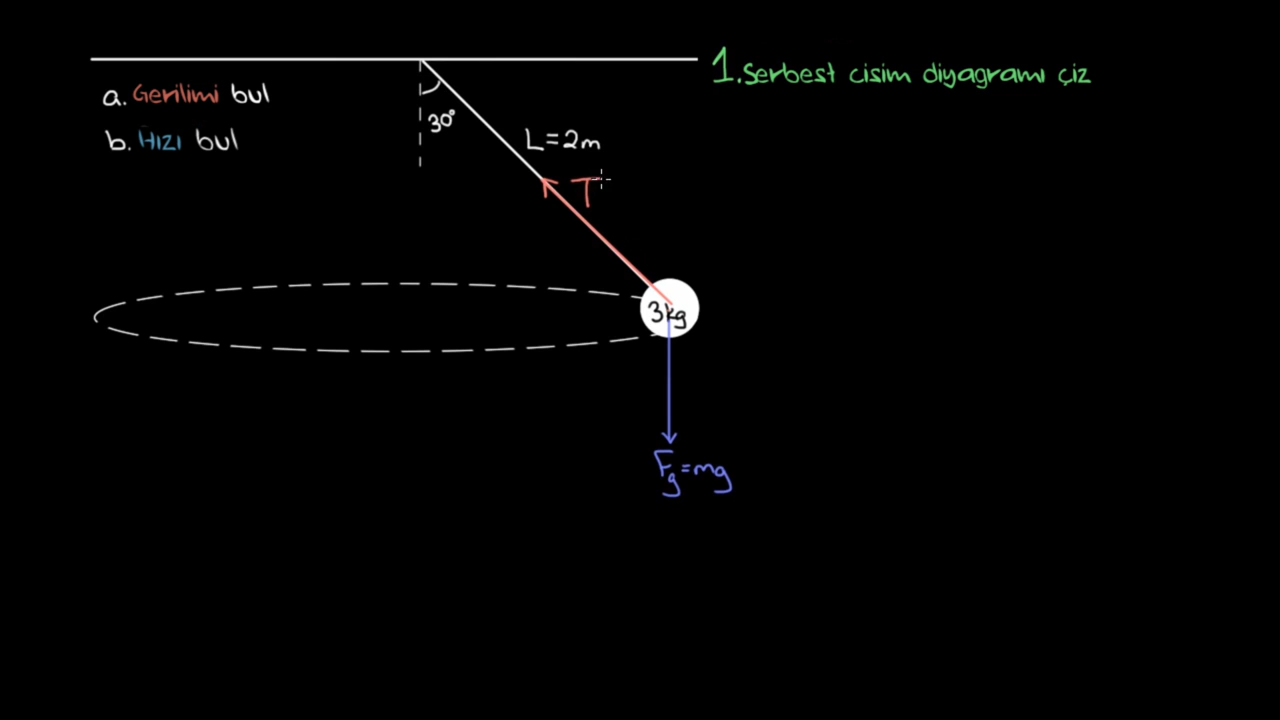 1. Serbest cisim diyagramı çiz
a. Gerilimi bul
b. Hızı bul
30°
L=2m
T
3kg
Fg=mg